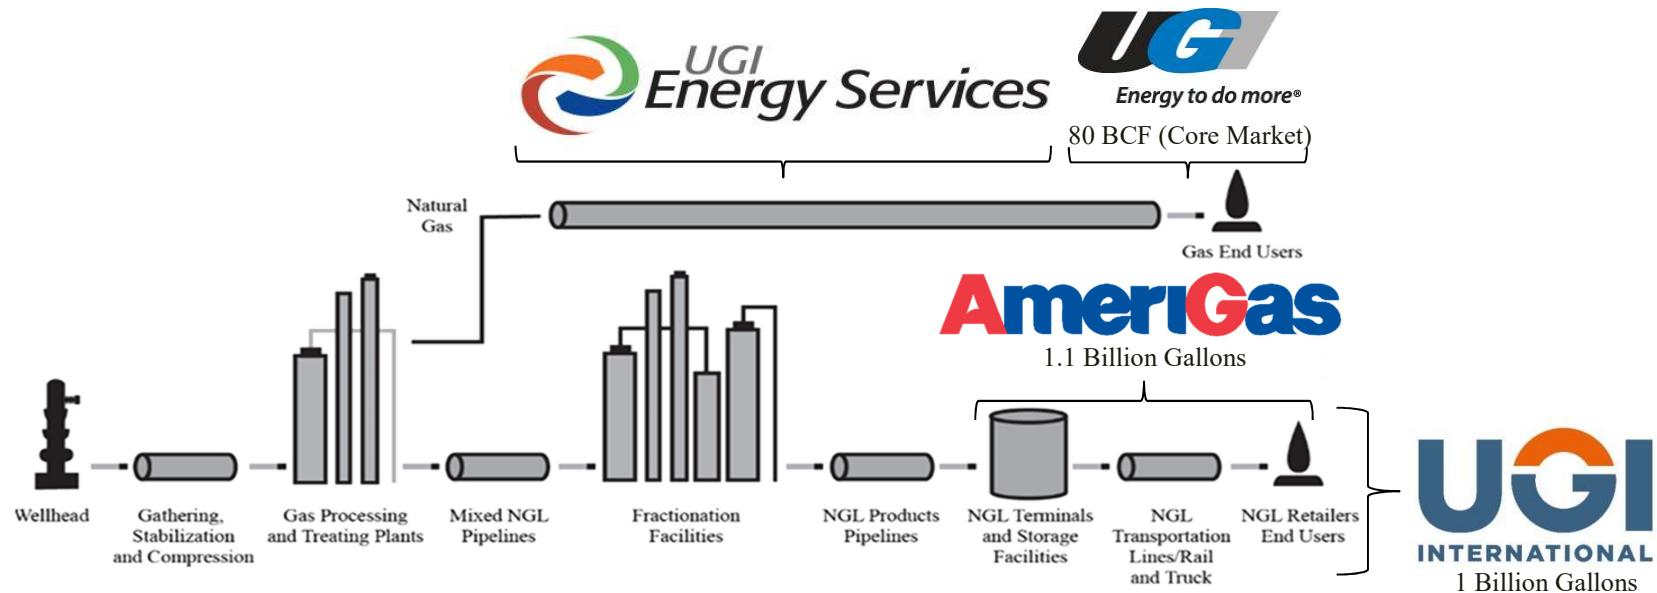 UGI
Energy Services
UGI
Energy to do more®
80 BCF (Core Market)
Natural
Gas
Gas End Users
AmeriGas
1.1 Billion Gallons
Wellhead
Gathering,
Stabilization
and Compression
Gas Processing
and Treating Plants
Mixed NGL
Pipelines
Fractionation
Facilities
NGL Products
Pipelines
NGL Terminals
and Storage
Facilities
NGL
Transportation
Lines/Rail
and Truck
NGL Retailers
End Users
UGI
INTERNATIONAL
1 Billion Gallons